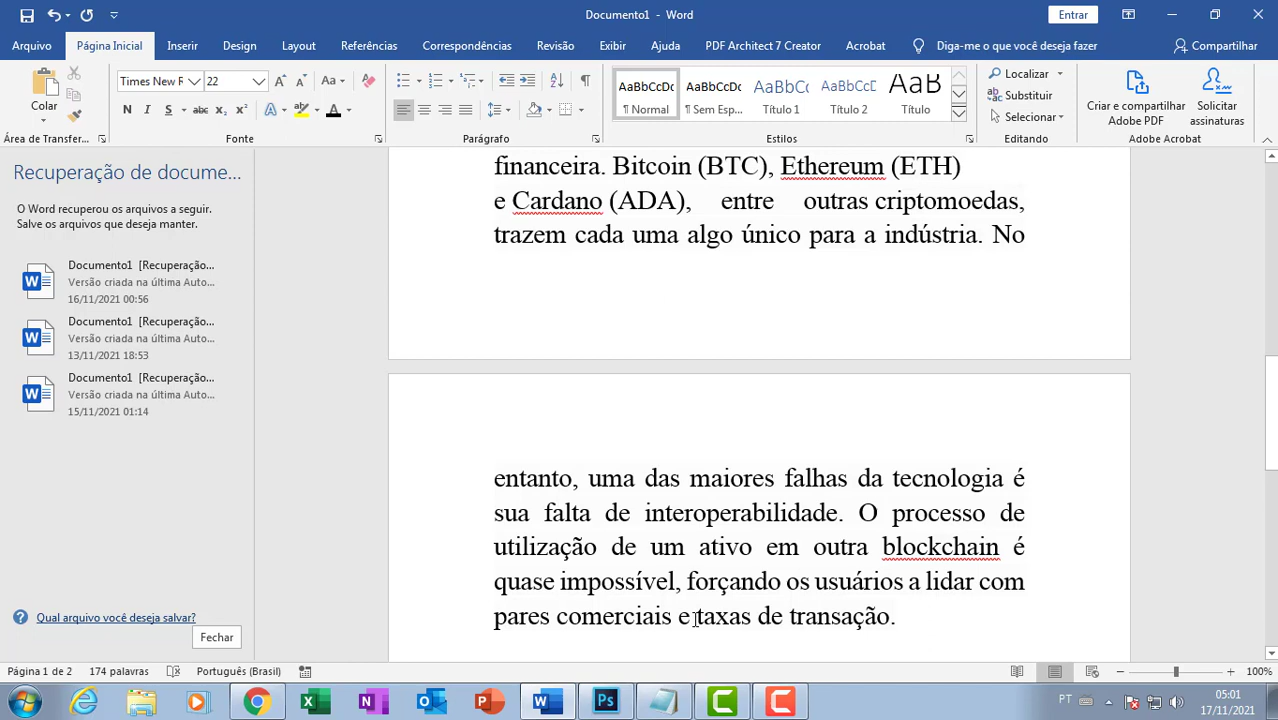 Documento1 - Word
Entrar
Arquivo
Página Inicial
Inserir
Design
Layout
Referências
Correspondências
Revisão
Exibir
Ajuda
PDF Architect 7 Creator
Acrobat
Diga-me o que você deseja fazer
Compartilhar
Colar
Times New R
22
Aa
N I S abc x₂ x²
AaBbCcDc
¶ Normal
AaBbCcDc
¶ Sem Esp...
AaBbCc
Título 1
AaBbCcD
Título 2
AaB
Título
Localizar
Substituir
Selecionar
Criar e compartilhar
Adobe PDF
Solicitar
assinaturas
Área de Transfer...
Fonte
Parágrafo
Estilos
Editando
Adobe Acrobat
Recuperação de docume...
O Word recuperou os arquivos a seguir.
Salve os arquivos que deseja manter.
Documento1 [Recuperação...
Versão criada na última Auto...
16/11/2021 00:56
Documento1 [Recuperação...
Versão criada na última Auto...
13/11/2021 18:53
Documento1 [Recuperação...
Versão criada na última Auto...
15/11/2021 01:14
Qual arquivo você deseja salvar?
Fechar
financeira. Bitcoin (BTC), Ethereum (ETH)
e Cardano (ADA), entre outras criptomoedas,
trazem cada uma algo único para a indústria. No
entanto, uma das maiores falhas da tecnologia é
sua falta de interoperabilidade. O processo de
utilização de um ativo em outra blockchain é
quase impossível, forçando os usuários a lidar com
pares comerciais e taxas de transação.
Página 1 de 2
174 palavras
Português (Brasil)
100%
PT
05:01
17/11/2021